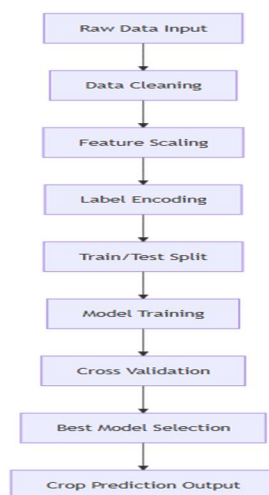 Raw Data Input
Data Cleaning
Feature Scaling
Label Encoding
Train/Test Split
Model Training
Cross Validation
Best Model Selection
Crop Prediction Output